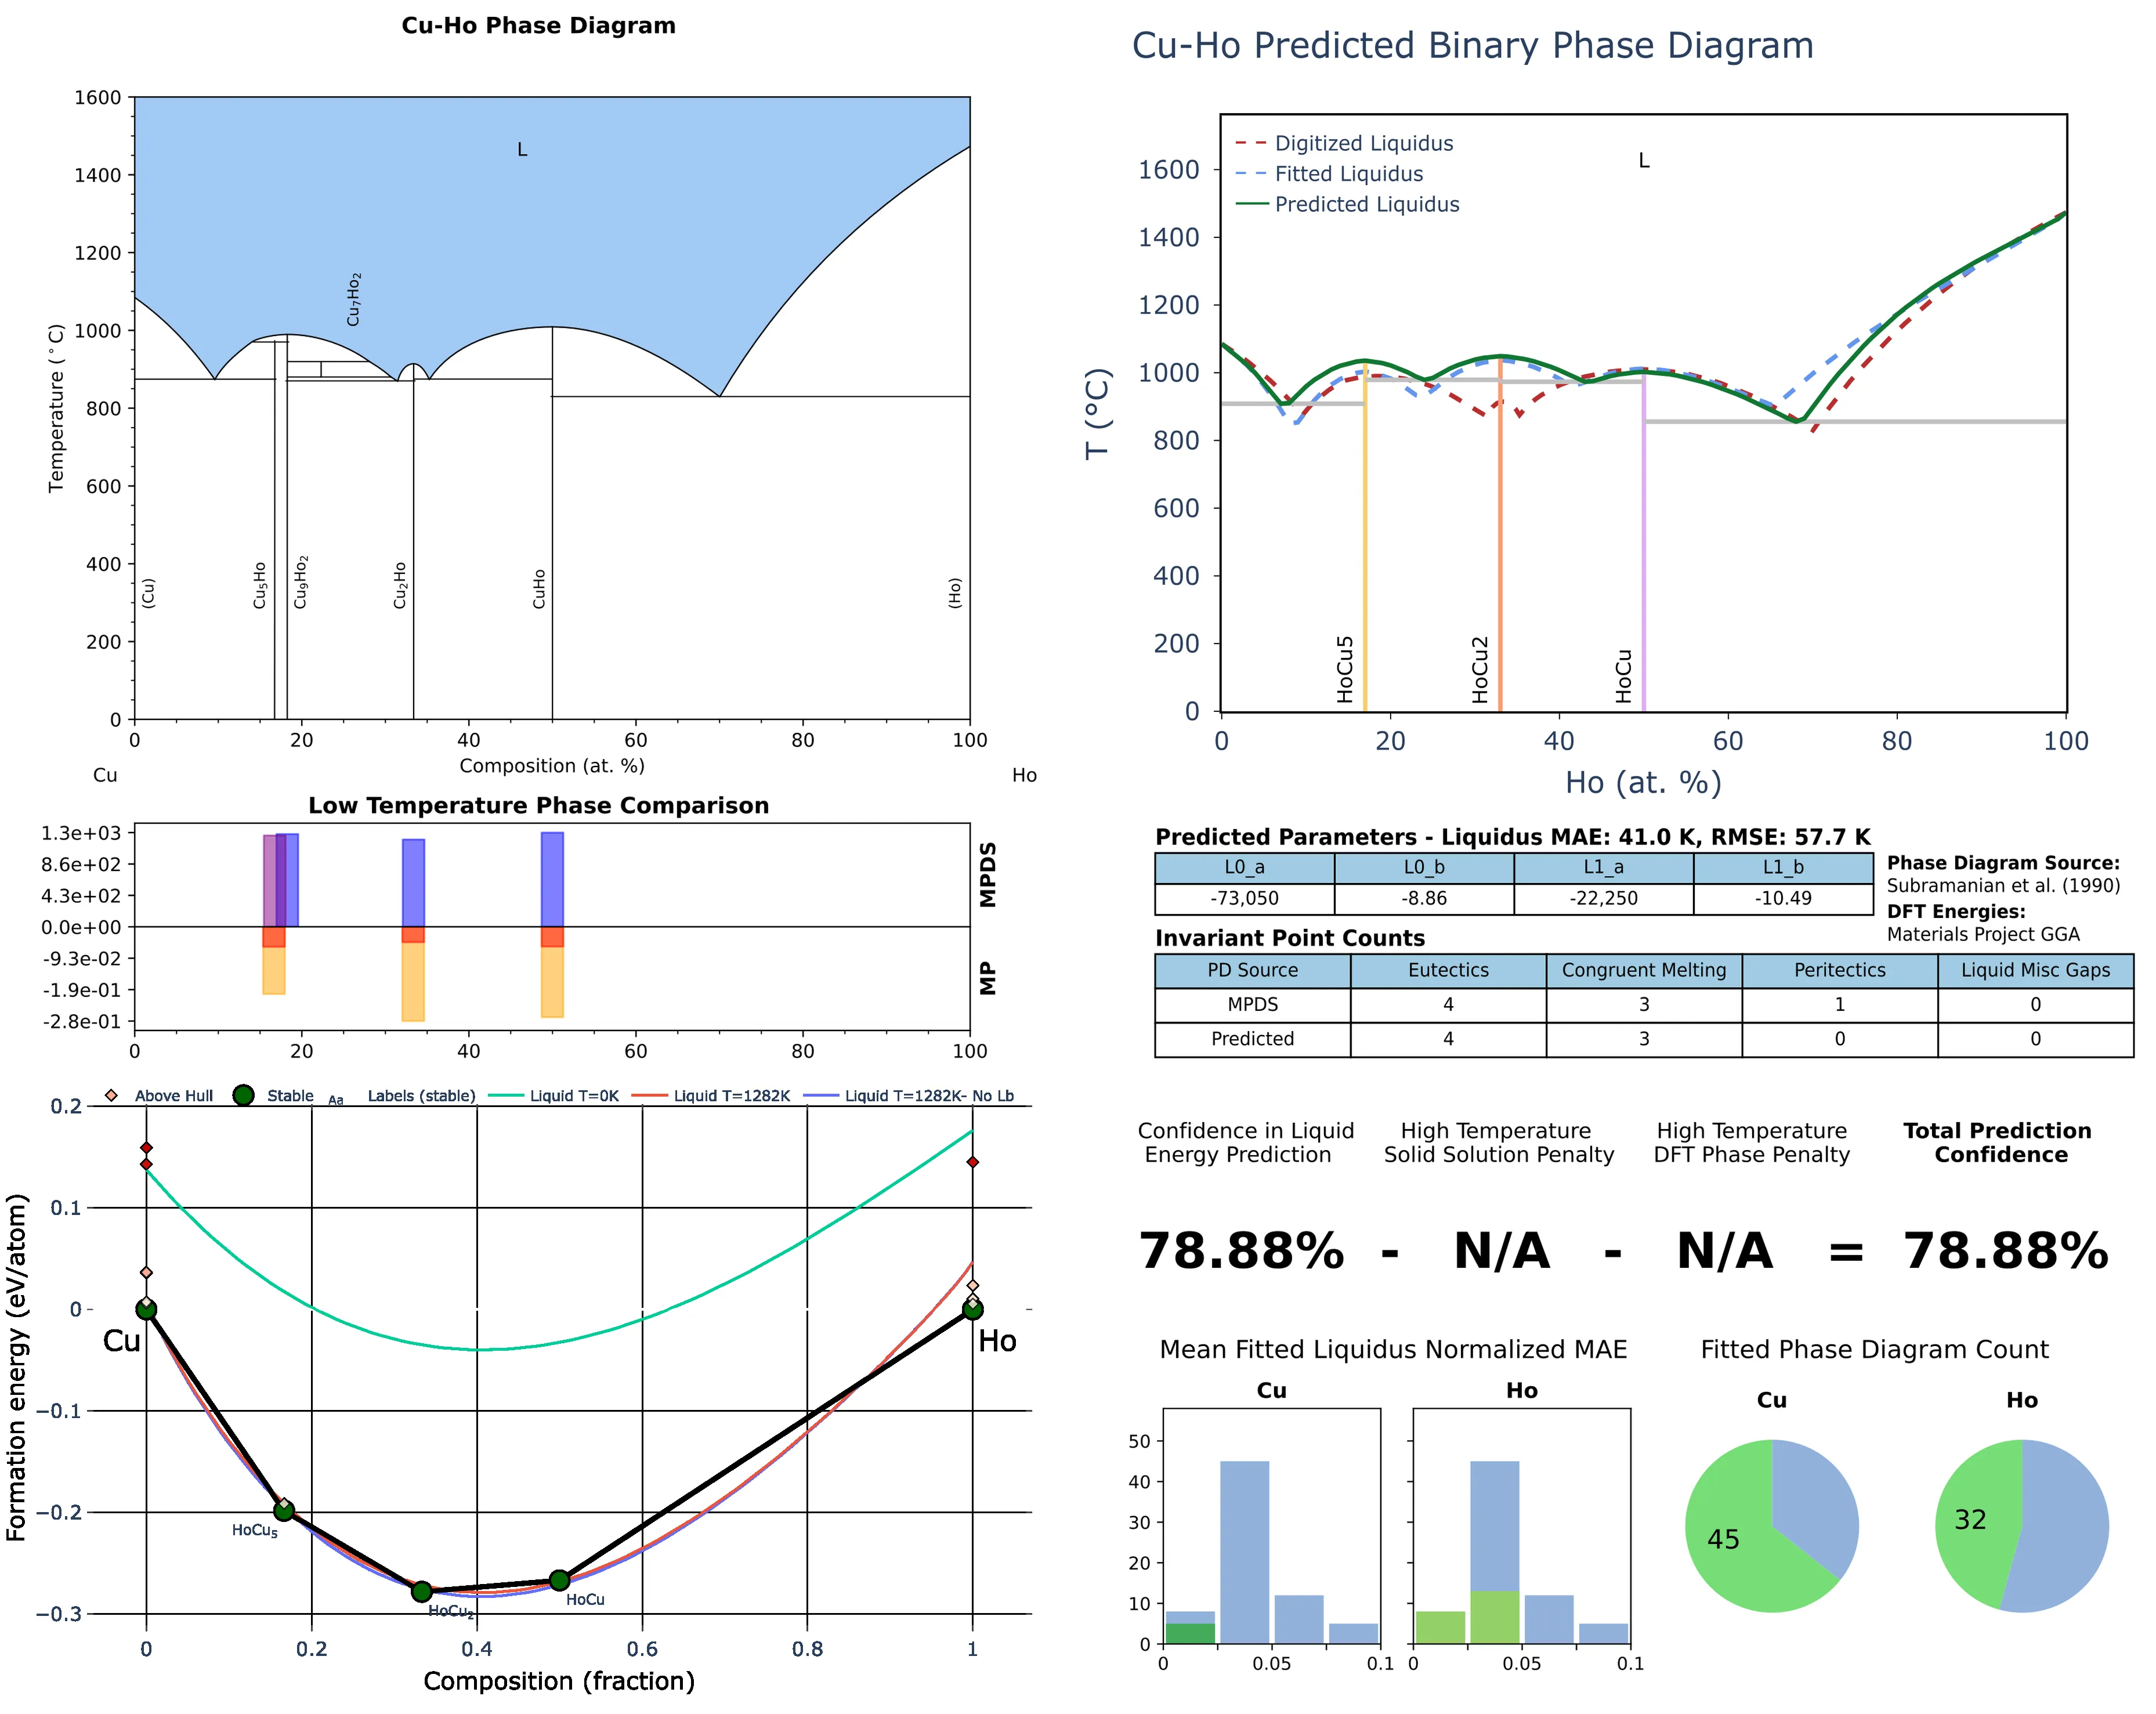 Cu-Ho Phase Diagram
1600
1400
1200
1000
800
600
400
200
0
Temperature (°C)
L
Cu7Ho2
(Cu)
Cu5Ho
Cu9Ho2
Cu2Ho
CuHo
(Ho)
0 20 40 60 80 100
Composition (at. %)
Cu Ho
Low Temperature Phase Comparison
1.3e+03
8.6e+02
4.3e+02
0.0e+00
-9.3e-02
-1.9e-01
-2.8e-01
MPDS
MP
0 20 40 60 80 100
Above Hull Stable Aa Labels (stable) Liquid T=0K Liquid T=1282K Liquid T=1282K- No Lb
0.2
0.1
0
−0.1
−0.2
−0.3
Formation energy (eV/atom)
Cu
HoCu5
HoCu2
HoCu
Ho
0 0.2 0.4 0.6 0.8 1
Composition (fraction)
Cu-Ho Predicted Binary Phase Diagram
Digitized Liquidus
Fitted Liquidus
Predicted Liquidus
L
1600
1400
1200
1000
800
600
400
200
0
T (°C)
HoCu5
HoCu2
HoCu
0 20 40 60 80 100
Ho (at. %)
Predicted Parameters - Liquidus MAE: 41.0 K, RMSE: 57.7 K
L0_a L0_b L1_a L1_b
-73,050 -8.86 -22,250 -10.49
Phase Diagram Source:
Subramanian et al. (1990)
DFT Energies:
Materials Project GGA
Invariant Point Counts
PD Source Eutectics Congruent Melting Peritectics Liquid Misc Gaps
MPDS 4 3 1 0
Predicted 4 3 0 0
Confidence in Liquid
Energy Prediction
High Temperature
Solid Solution Penalty
High Temperature
DFT Phase Penalty
Total Prediction
Confidence
78.88% - N/A - N/A = 78.88%
Mean Fitted Liquidus Normalized MAE
Cu
Ho
50
40
30
20
10
0
0 0.05 0.1
0 0.05 0.1
Fitted Phase Diagram Count
Cu
Ho
45
32